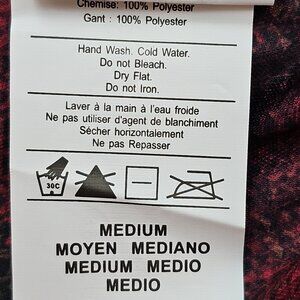 Chemise: 100% Polyester
Gant : 100% Polyester
Hand Wash. Cold Water.
Do not Bleach.
Dry Flat.
Do not Iron.
Laver à la main à l'eau froide
Ne pas utiliser d'agent de blanchiment
Sécher horizontalement
Ne pas Repasser
30C
MEDIUM
MOYEN MEDIANO
MEDIUM MEDIO
MEDIO